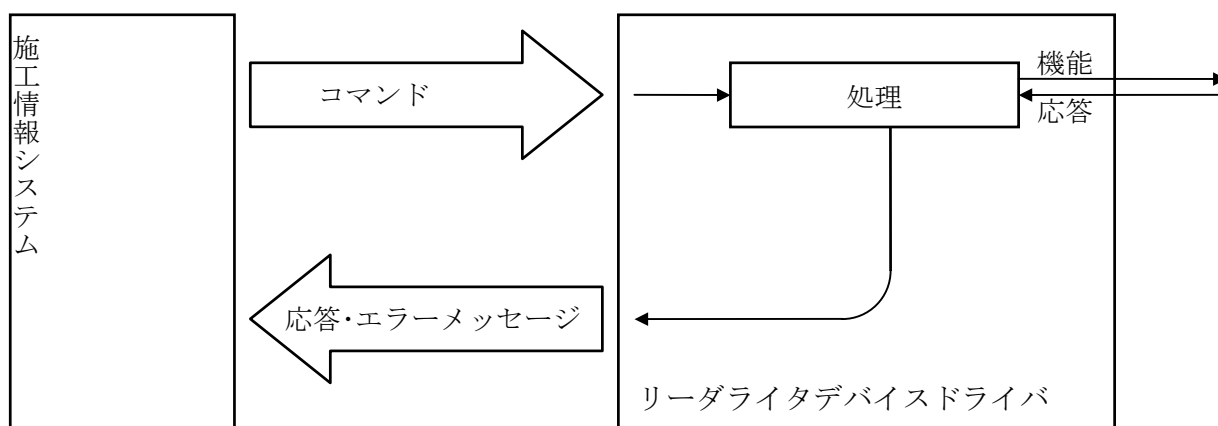 施工情報システム
コマンド
処理
機能
応答
応答・エラーメッセージ
リーダライタデバイスドライバ